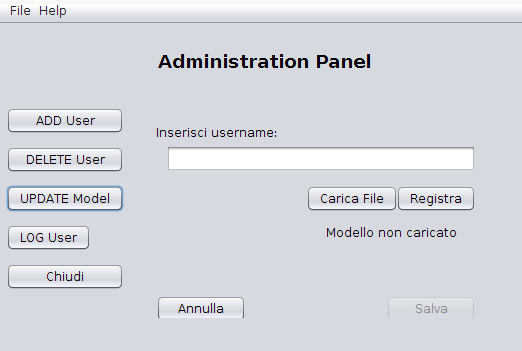 File Help
Administration Panel
ADD User
DELETE User
UPDATE Model
LOG User
Chiudi
Inserisci username:
Carica File Registra
Modello non caricato
Annulla Salva